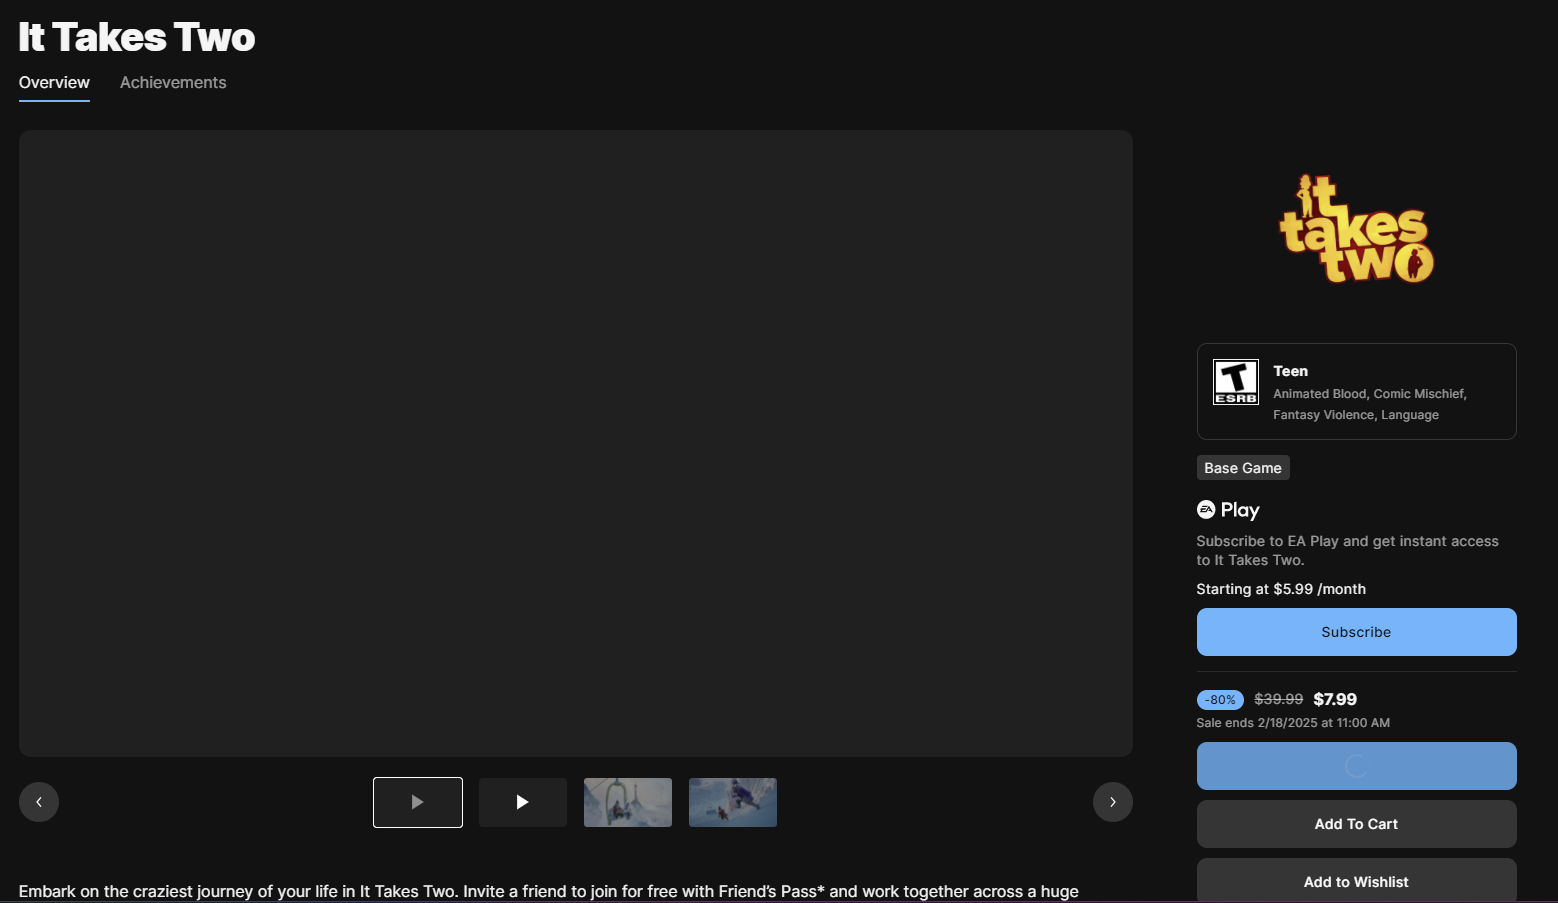 It Takes Two
Overview
Achievements
it
takes
two
T
ESRB
Teen
Animated Blood, Comic Mischief,
Fantasy Violence, Language
Base Game
EA Play
Subscribe to EA Play and get instant access
to It Takes Two.
Starting at $5.99 /month
Subscribe
-80% $39.99 $7.99
Sale ends 2/18/2025 at 11:00 AM
Add To Cart
Add to Wishlist
Embark on the craziest journey of your life in It Takes Two. Invite a friend to join for free with Friend's Pass* and work together across a huge